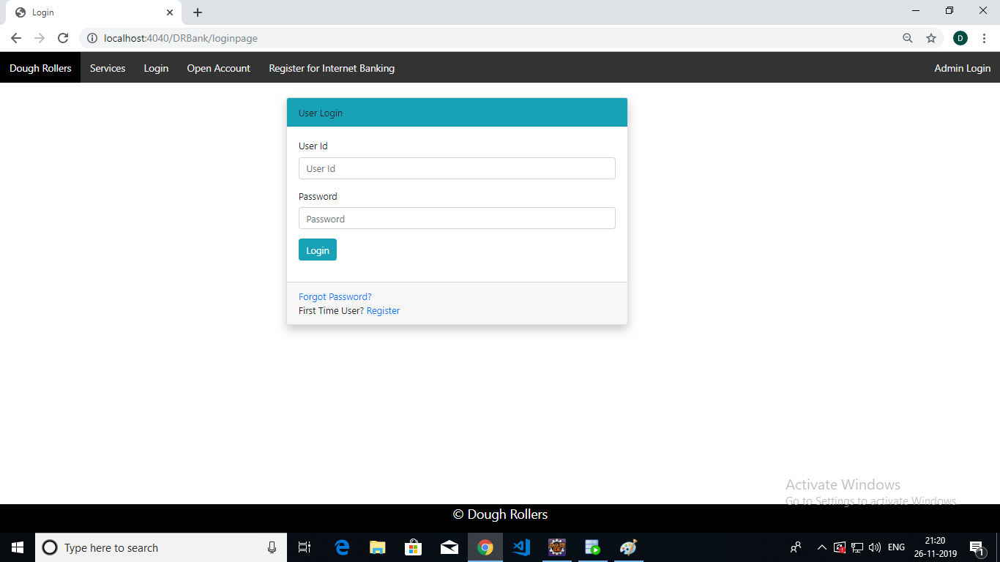 Login
localhost:4040/DRBank/loginpage
D
Dough Rollers Services Login Open Account Register for Internet Banking Admin Login
User Login
User Id
User Id
Password
Password
Login
Forgot Password?
First Time User? Register
Activate Windows
Go to Settings to activate Windows.
© Dough Rollers
Type here to search
ENG
21:20
26-11-2019
1